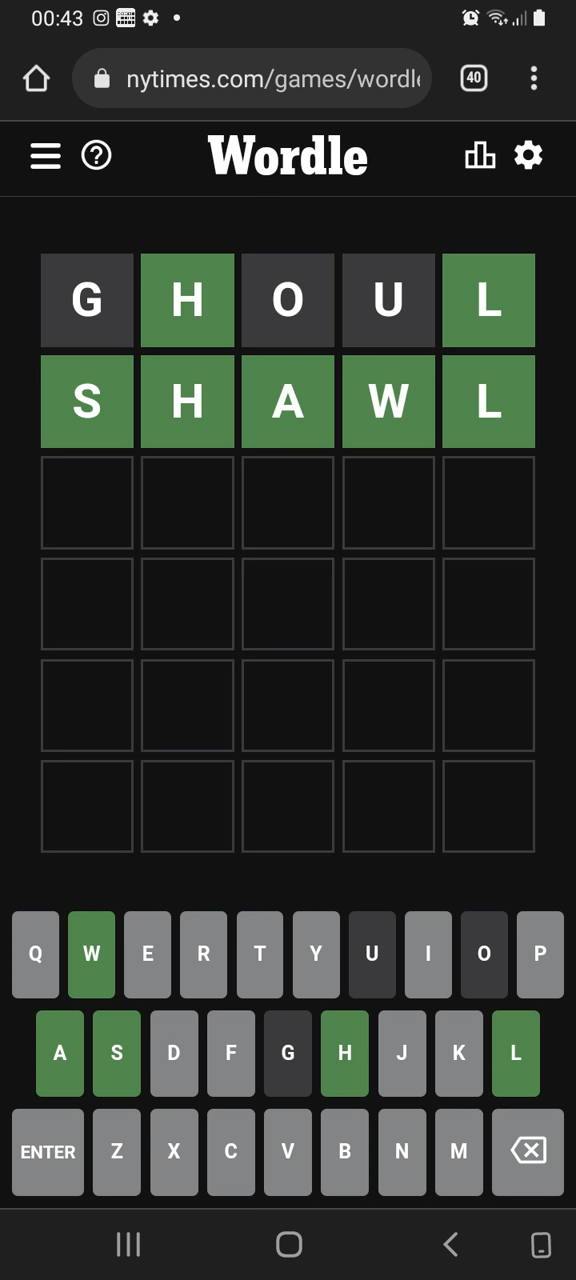 00:43
nytimes.com/games/wordle
40
Wordle
G H O U L
S H A W L
Q W E R T Y U I O P
A S D F G H J K L
ENTER Z X C V B N M